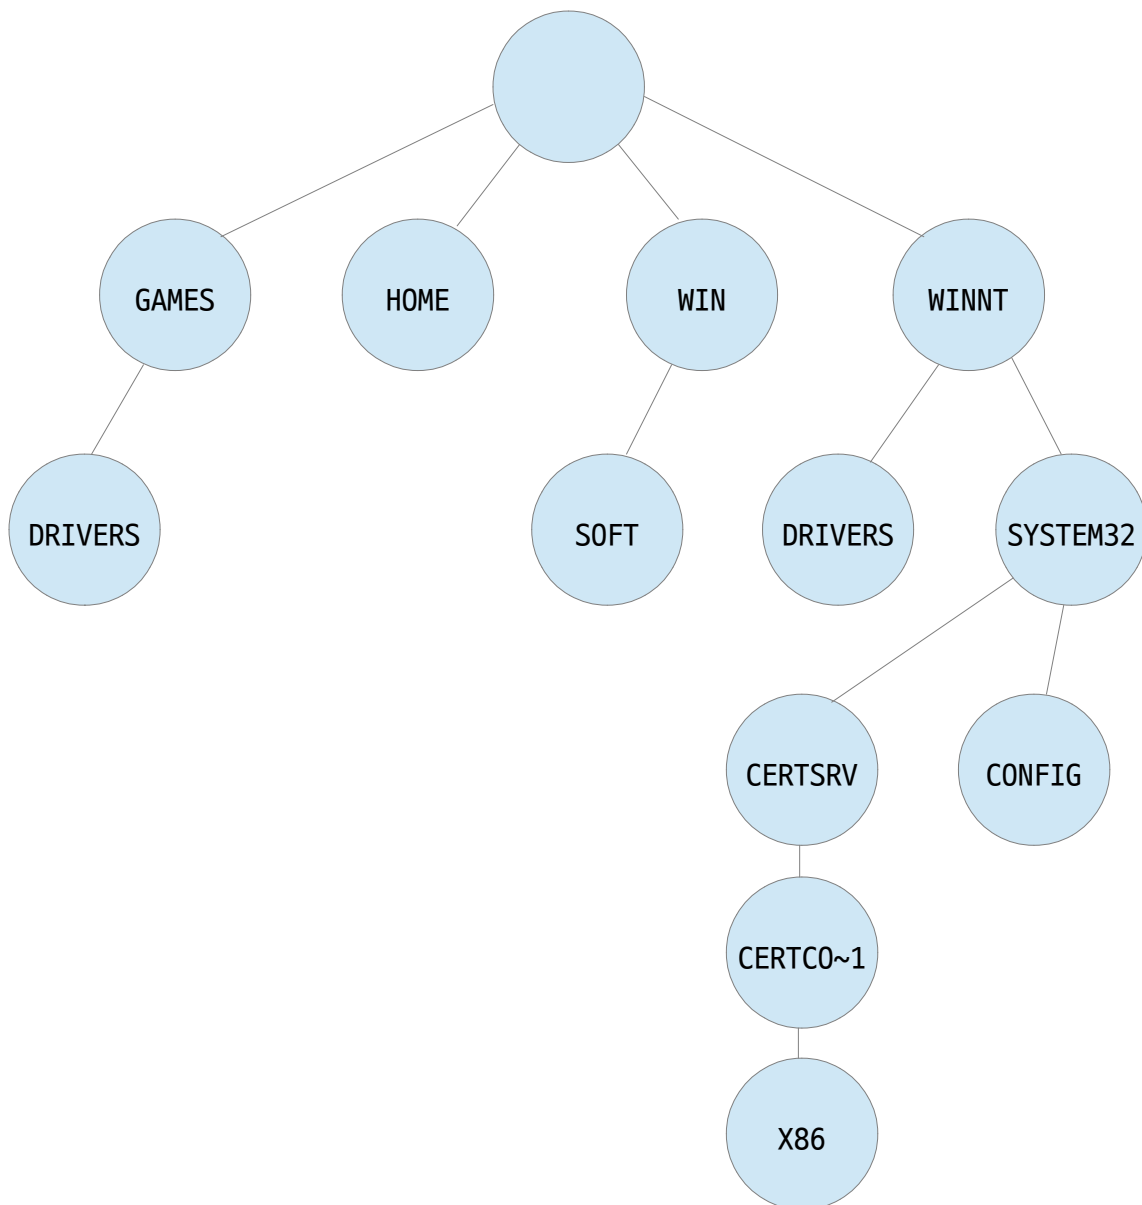 GAMES
HOME
WIN
WINNT
DRIVERS
SOFT
DRIVERS
SYSTEM32
CERTSRV
CONFIG
CERTCO~1
X86